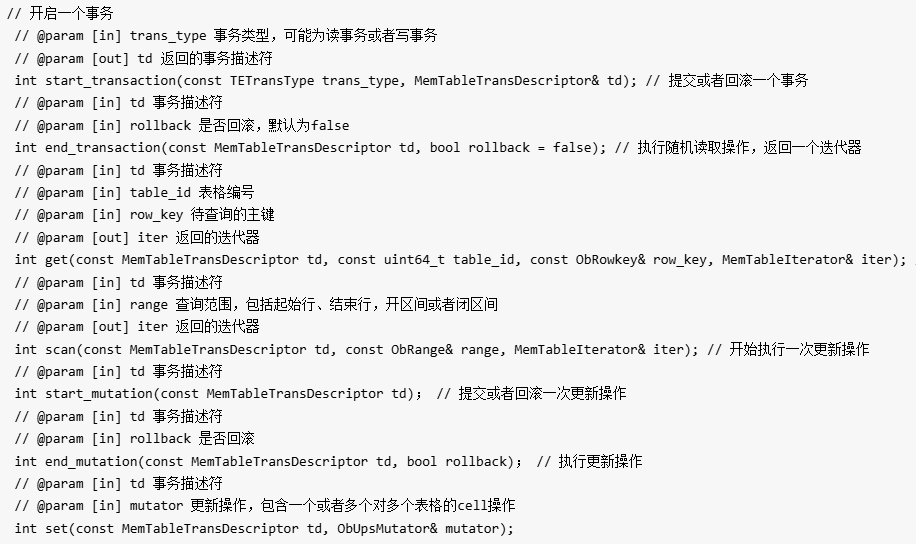 // 开启一个事务
// @param [in] trans_type 事务类型，可能为读事务或者写事务
// @param [out] td 返回的事务描述符
int start_transaction(const TETransType trans_type, MemTableTransDescriptor& td); // 提交或者回滚一个事务
// @param [in] td 事务描述符
// @param [in] rollback 是否回滚，默认为false
int end_transaction(const MemTableTransDescriptor td, bool rollback = false); // 执行随机读取操作，返回一个迭代器
// @param [in] td 事务描述符
// @param [in] table_id 表格编号
// @param [in] row_key 待查询的主键
// @param [out] iter 返回的迭代器
int get(const MemTableTransDescriptor td, const uint64_t table_id, const ObRowkey& row_key, MemTableIterator& iter);
// @param [in] td 事务描述符
// @param [in] range 查询范围，包括起始行、结束行，开区间或者闭区间
// @param [out] iter 返回的迭代器
int scan(const MemTableTransDescriptor td, const ObRange& range, MemTableIterator& iter); // 开始执行一次更新操作
// @param [in] td 事务描述符
int start_mutation(const MemTableTransDescriptor td)； // 提交或者回滚一次更新操作
// @param [in] td 事务描述符
// @param [in] rollback 是否回滚
int end_mutation(const MemTableTransDescriptor td, bool rollback)； // 执行更新操作
// @param [in] td 事务描述符
// @param [in] mutator 更新操作，包含一个或者多个对多个表格的cell操作
int set(const MemTableTransDescriptor td, ObUpsMutator& mutator);